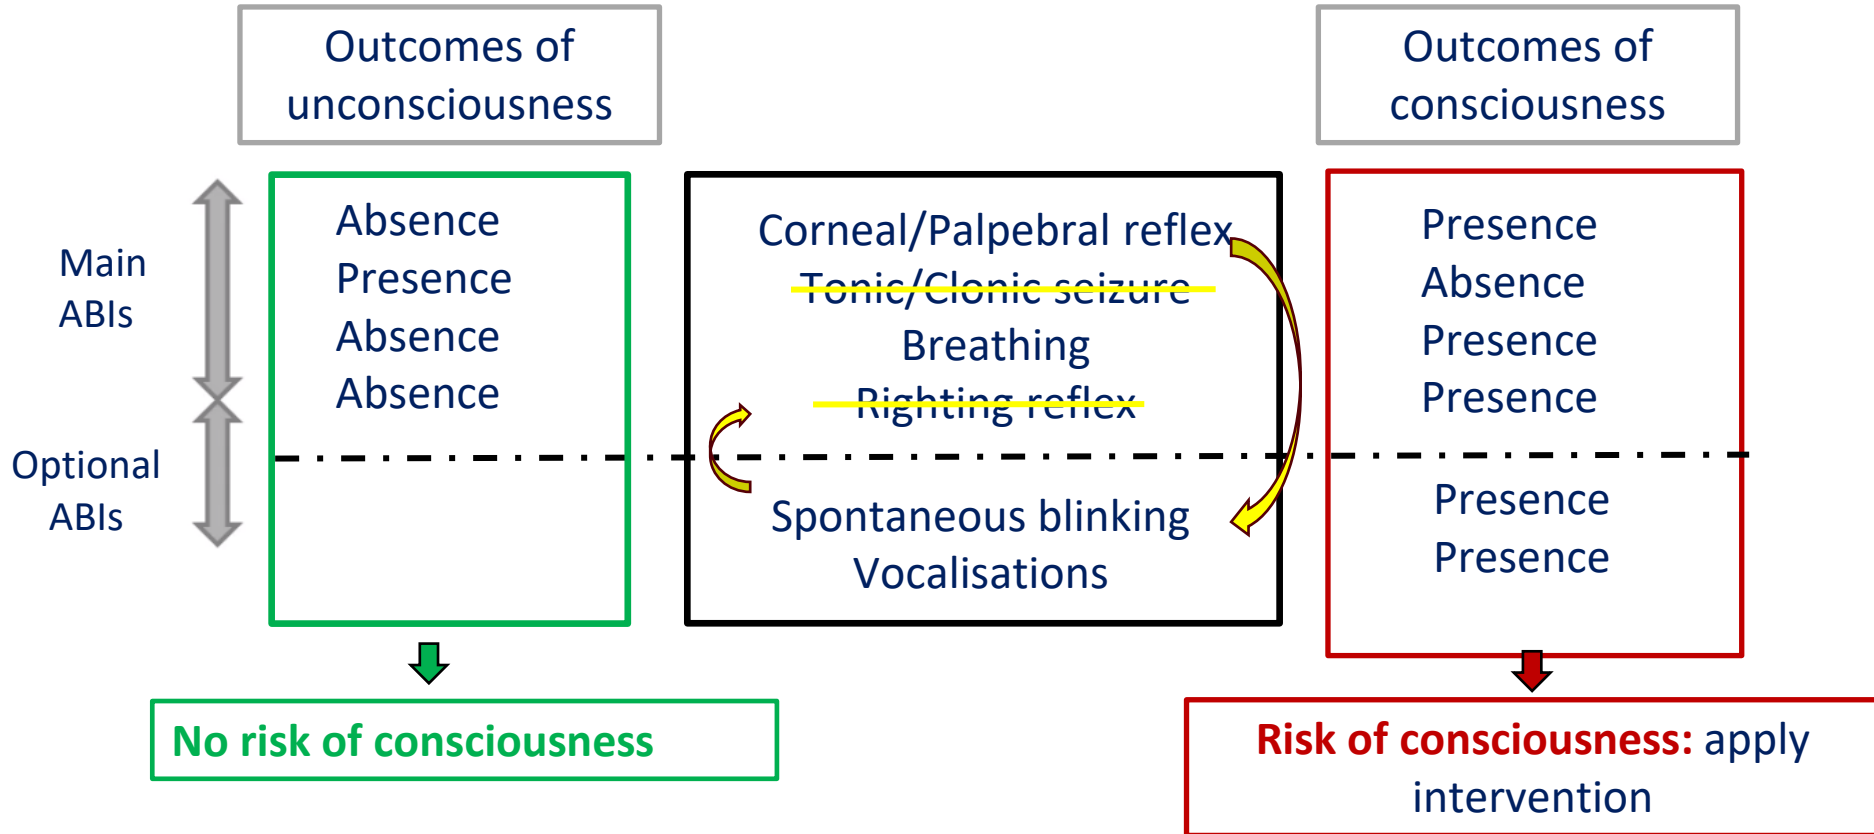 Outcomes of
unconsciousness
Outcomes of
consciousness
Main
ABIs
Optional
ABIs
Absence
Presence
Absence
Absence
Corneal/Palpebral reflex
Tonic/Clonic seizure
Breathing
Righting reflex
Spontaneous blinking
Vocalisations
Presence
Absence
Presence
Presence
Presence
Presence
No risk of consciousness
Risk of consciousness: apply
intervention